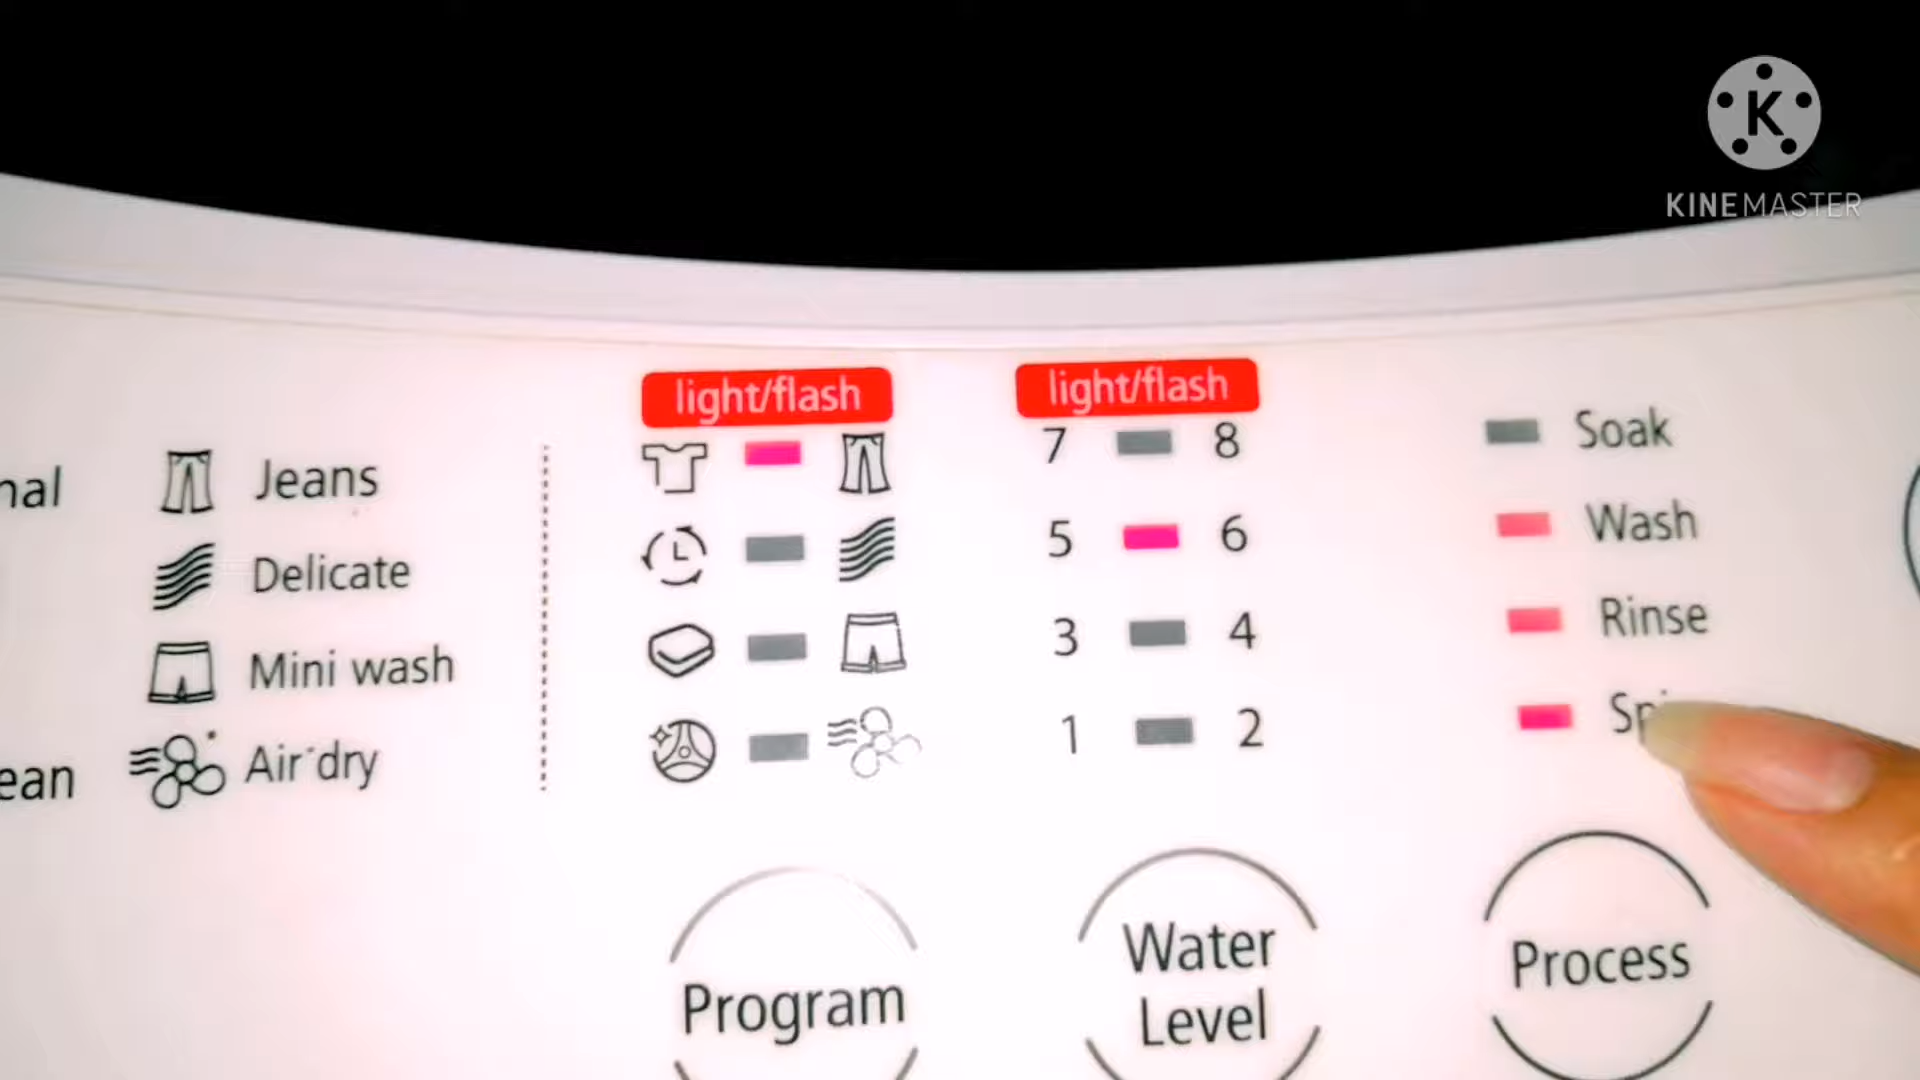 K
KINEMASTER
light/flash
light/flash
7 8
Soak
nal
Jeans
5 6
Wash
Delicate
3 4
Rinse
Mini wash
1 2
ean
Air dry
Water
Level
Process
Program